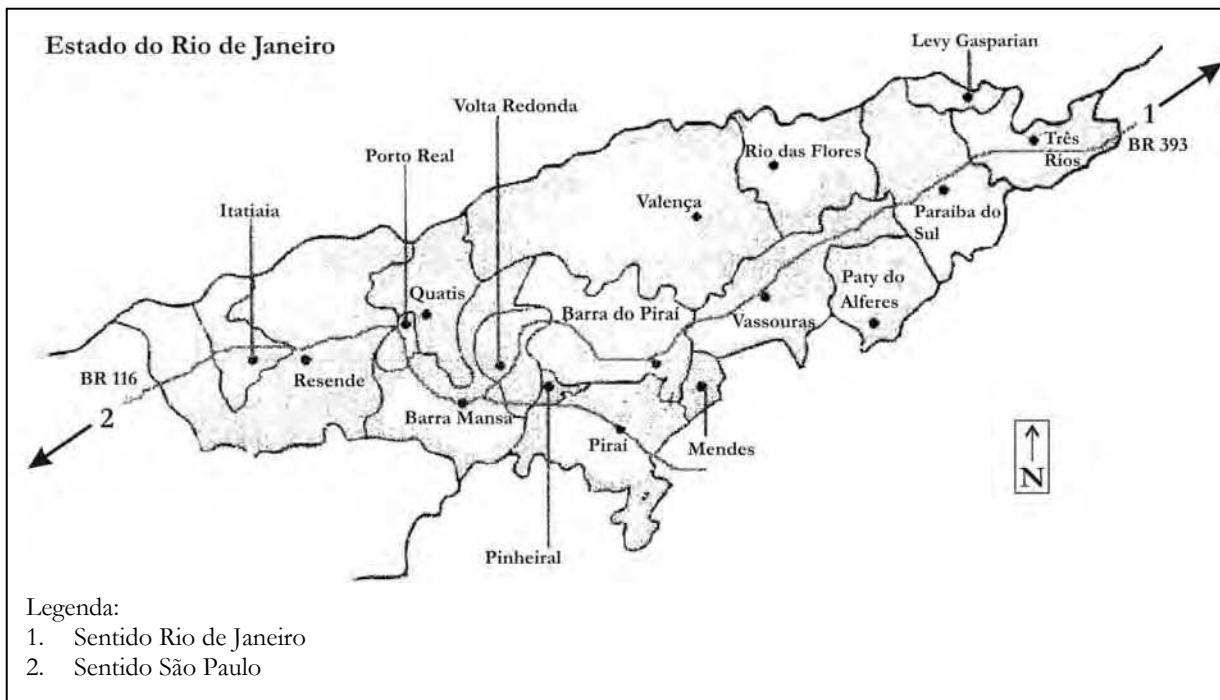 Estado do Rio de Janeiro
Levy Gasparian
Volta Redonda
1
BR 393
Porto Real
Três
Rios
Rio das Flores
Itatiaia
Valença
Paraíba do
Sul
Quatis
Paty do
Alferes
Barra do Piraí
Vassouras
BR 116
Resende
2
Barra Mansa
Piraí
Mendes
N
Pinheiral
Legenda:
1. Sentido Rio de Janeiro
2. Sentido São Paulo